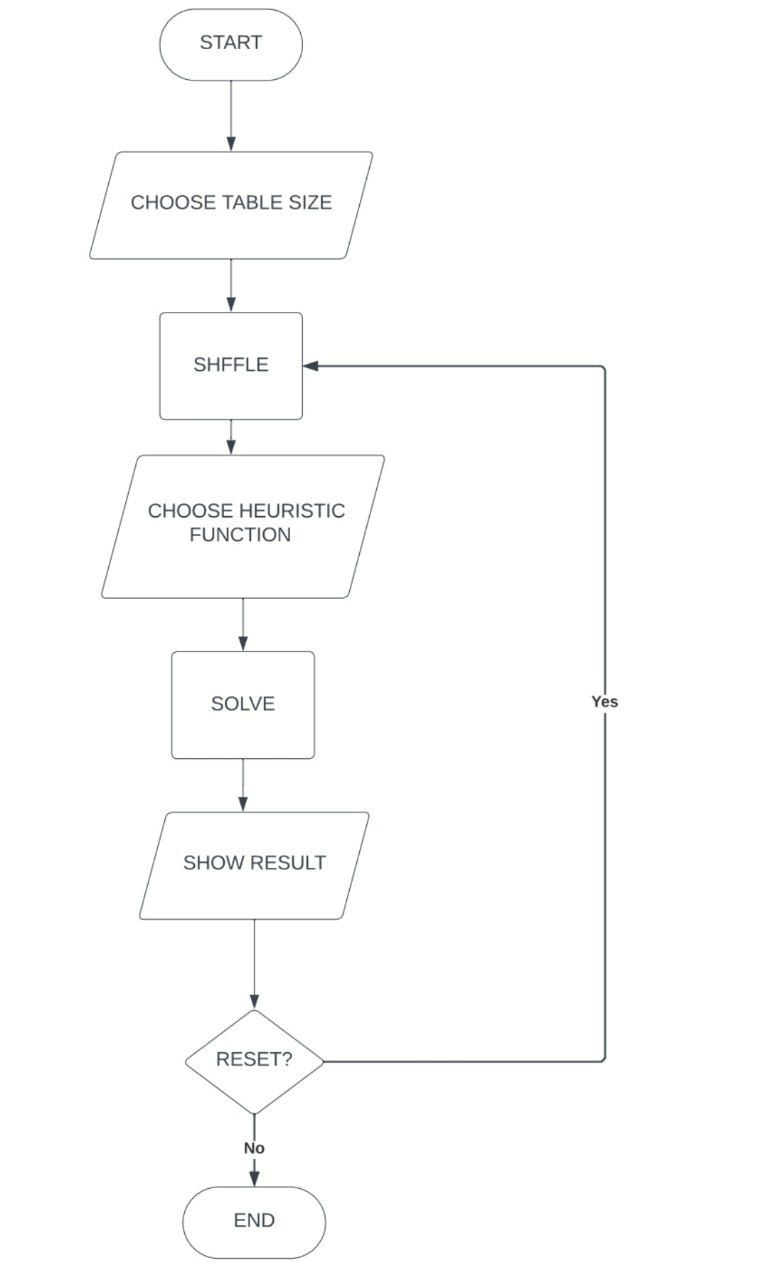 START
CHOOSE TABLE SIZE
SHFFLE
CHOOSE HEURISTIC
FUNCTION
SOLVE
Yes
SHOW RESULT
RESET?
No
END